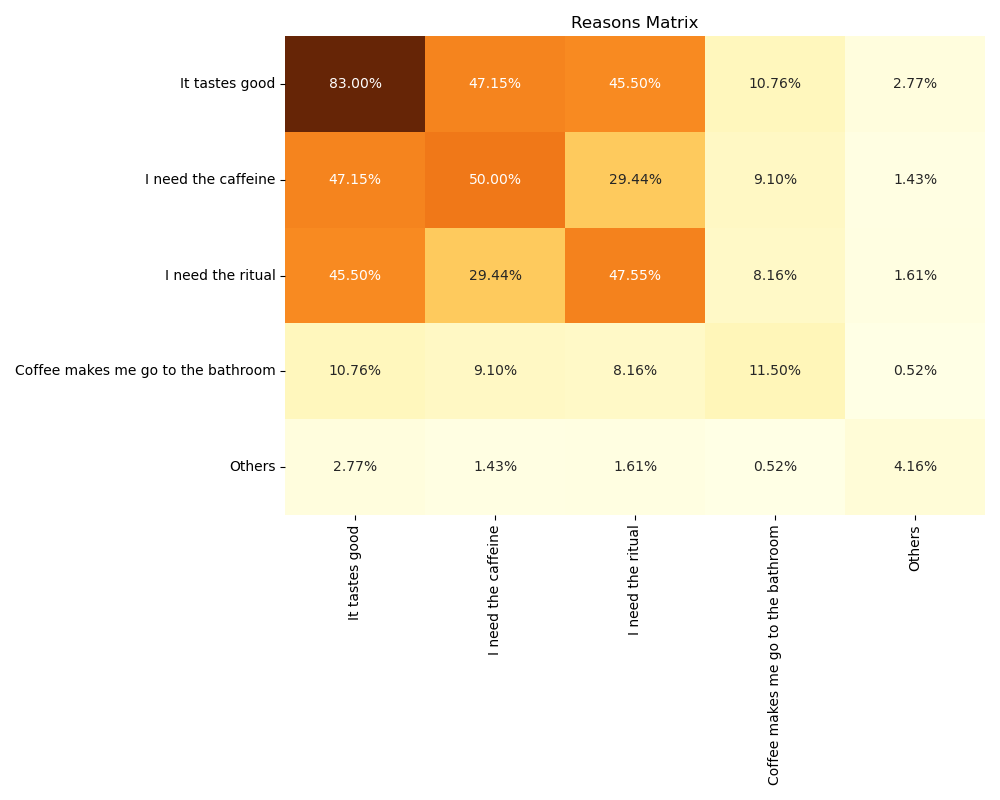 Reasons Matrix
It tastes good 83.00% 47.15% 45.50% 10.76% 2.77%
I need the caffeine 47.15% 50.00% 29.44% 9.10% 1.43%
I need the ritual 45.50% 29.44% 47.55% 8.16% 1.61%
Coffee makes me go to the bathroom 10.76% 9.10% 8.16% 11.50% 0.52%
Others 2.77% 1.43% 1.61% 0.52% 4.16%
It tastes good
I need the caffeine
I need the ritual
Coffee makes me go to the bathroom
Others